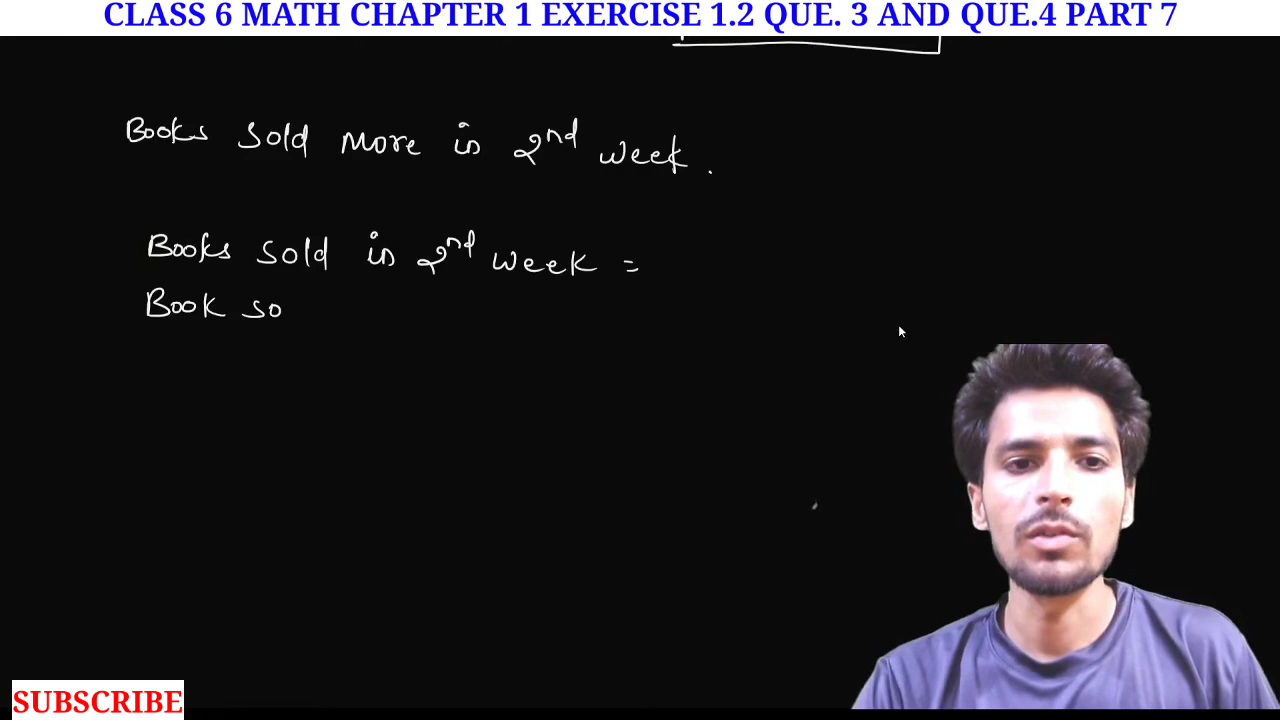 CLASS 6 MATH CHAPTER 1 EXERCISE 1.2 QUE. 3 AND QUE.4 PART 7
Books sold more in 2nd week.
Books sold in 2nd week =
Book so
SUBSCRIBE